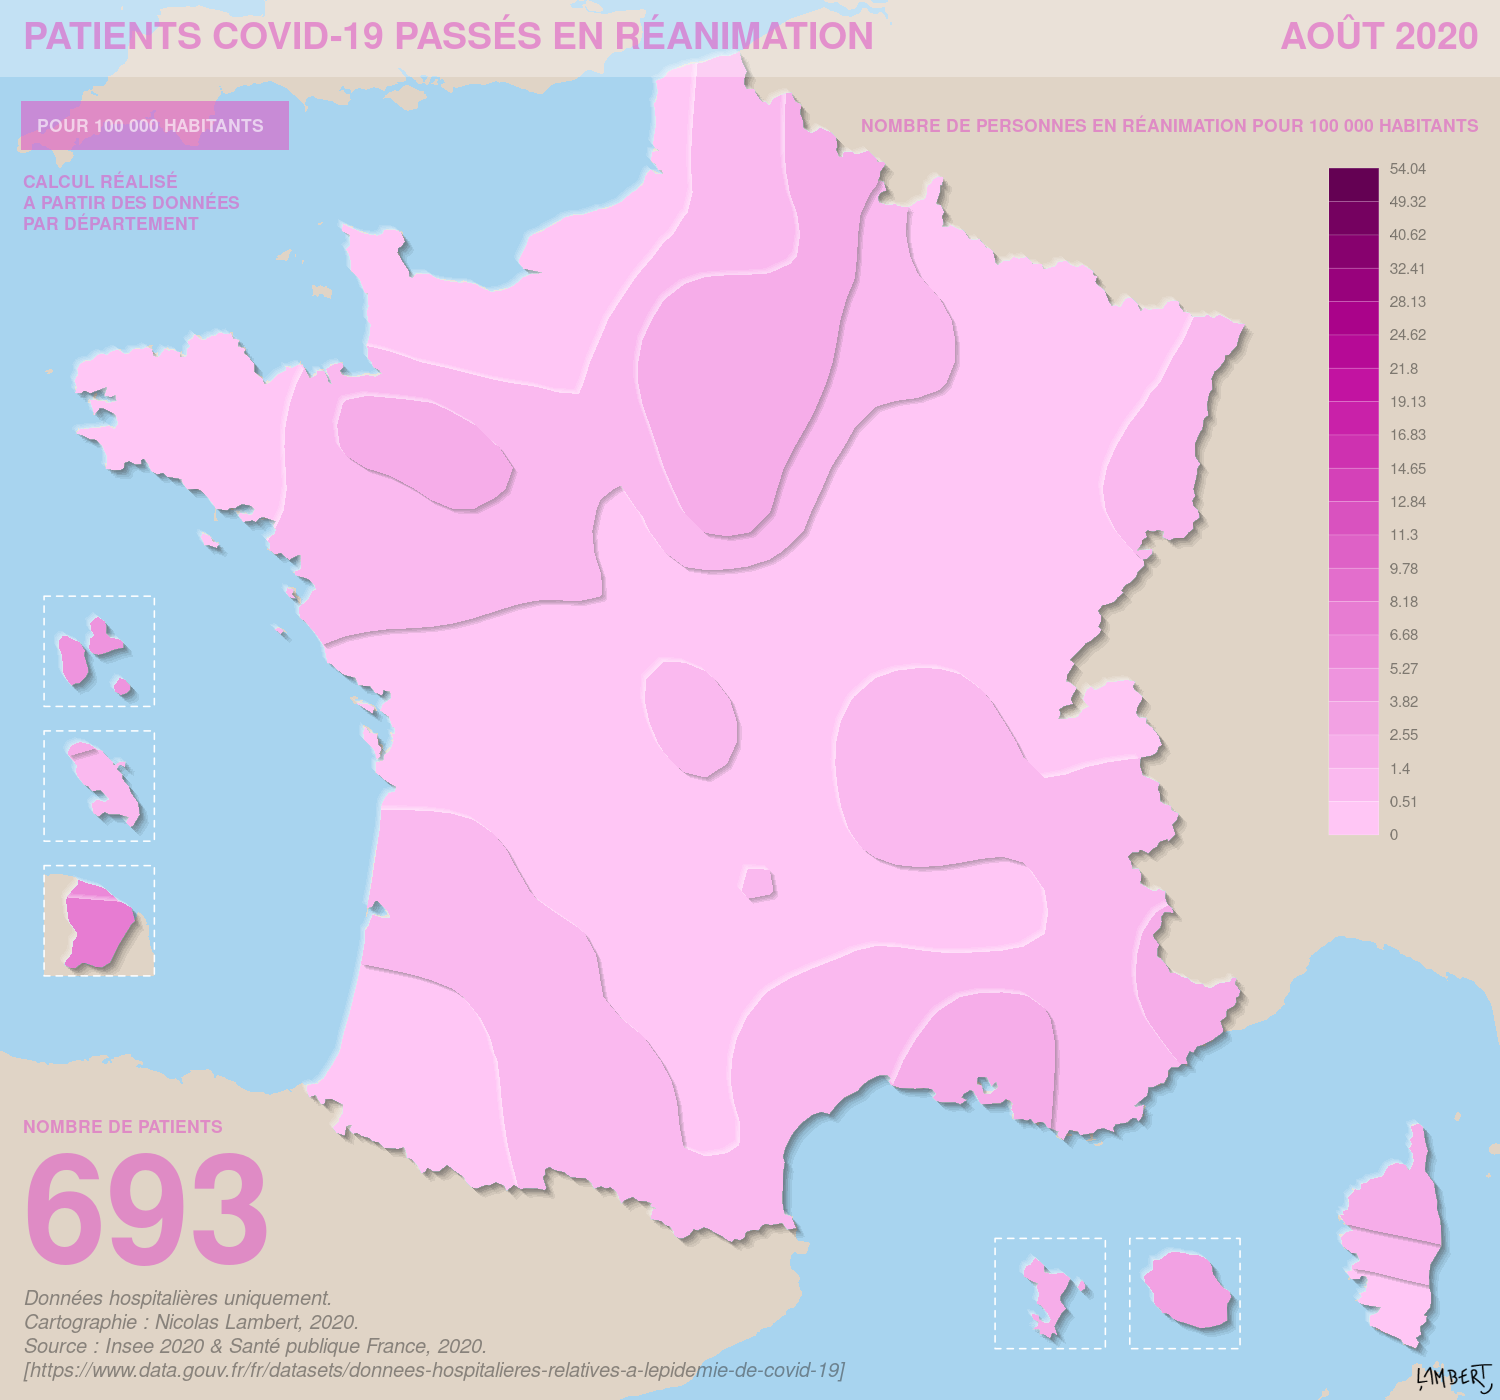 PATIENTS COVID-19 PASSÉS EN RÉANIMATION
AOÛT 2020
POUR 100 000 HABITANTS
CALCUL RÉALISÉ
A PARTIR DES DONNÉES
PAR DÉPARTEMENT
NOMBRE DE PERSONNES EN RÉANIMATION POUR 100 000 HABITANTS
54.04
49.32
40.62
32.41
28.13
24.62
21.8
19.13
16.83
14.65
12.84
11.3
9.78
8.18
6.68
5.27
3.82
2.55
1.4
0.51
0
NOMBRE DE PATIENTS
693
Données hospitalières uniquement.
Cartographie : Nicolas Lambert, 2020.
Source : Insee 2020 & Santé publique France, 2020.
[https://www.data.gouv.fr/fr/datasets/donnees-hospitalieres-relatives-a-lepidemie-de-covid-19]
LAMBERT